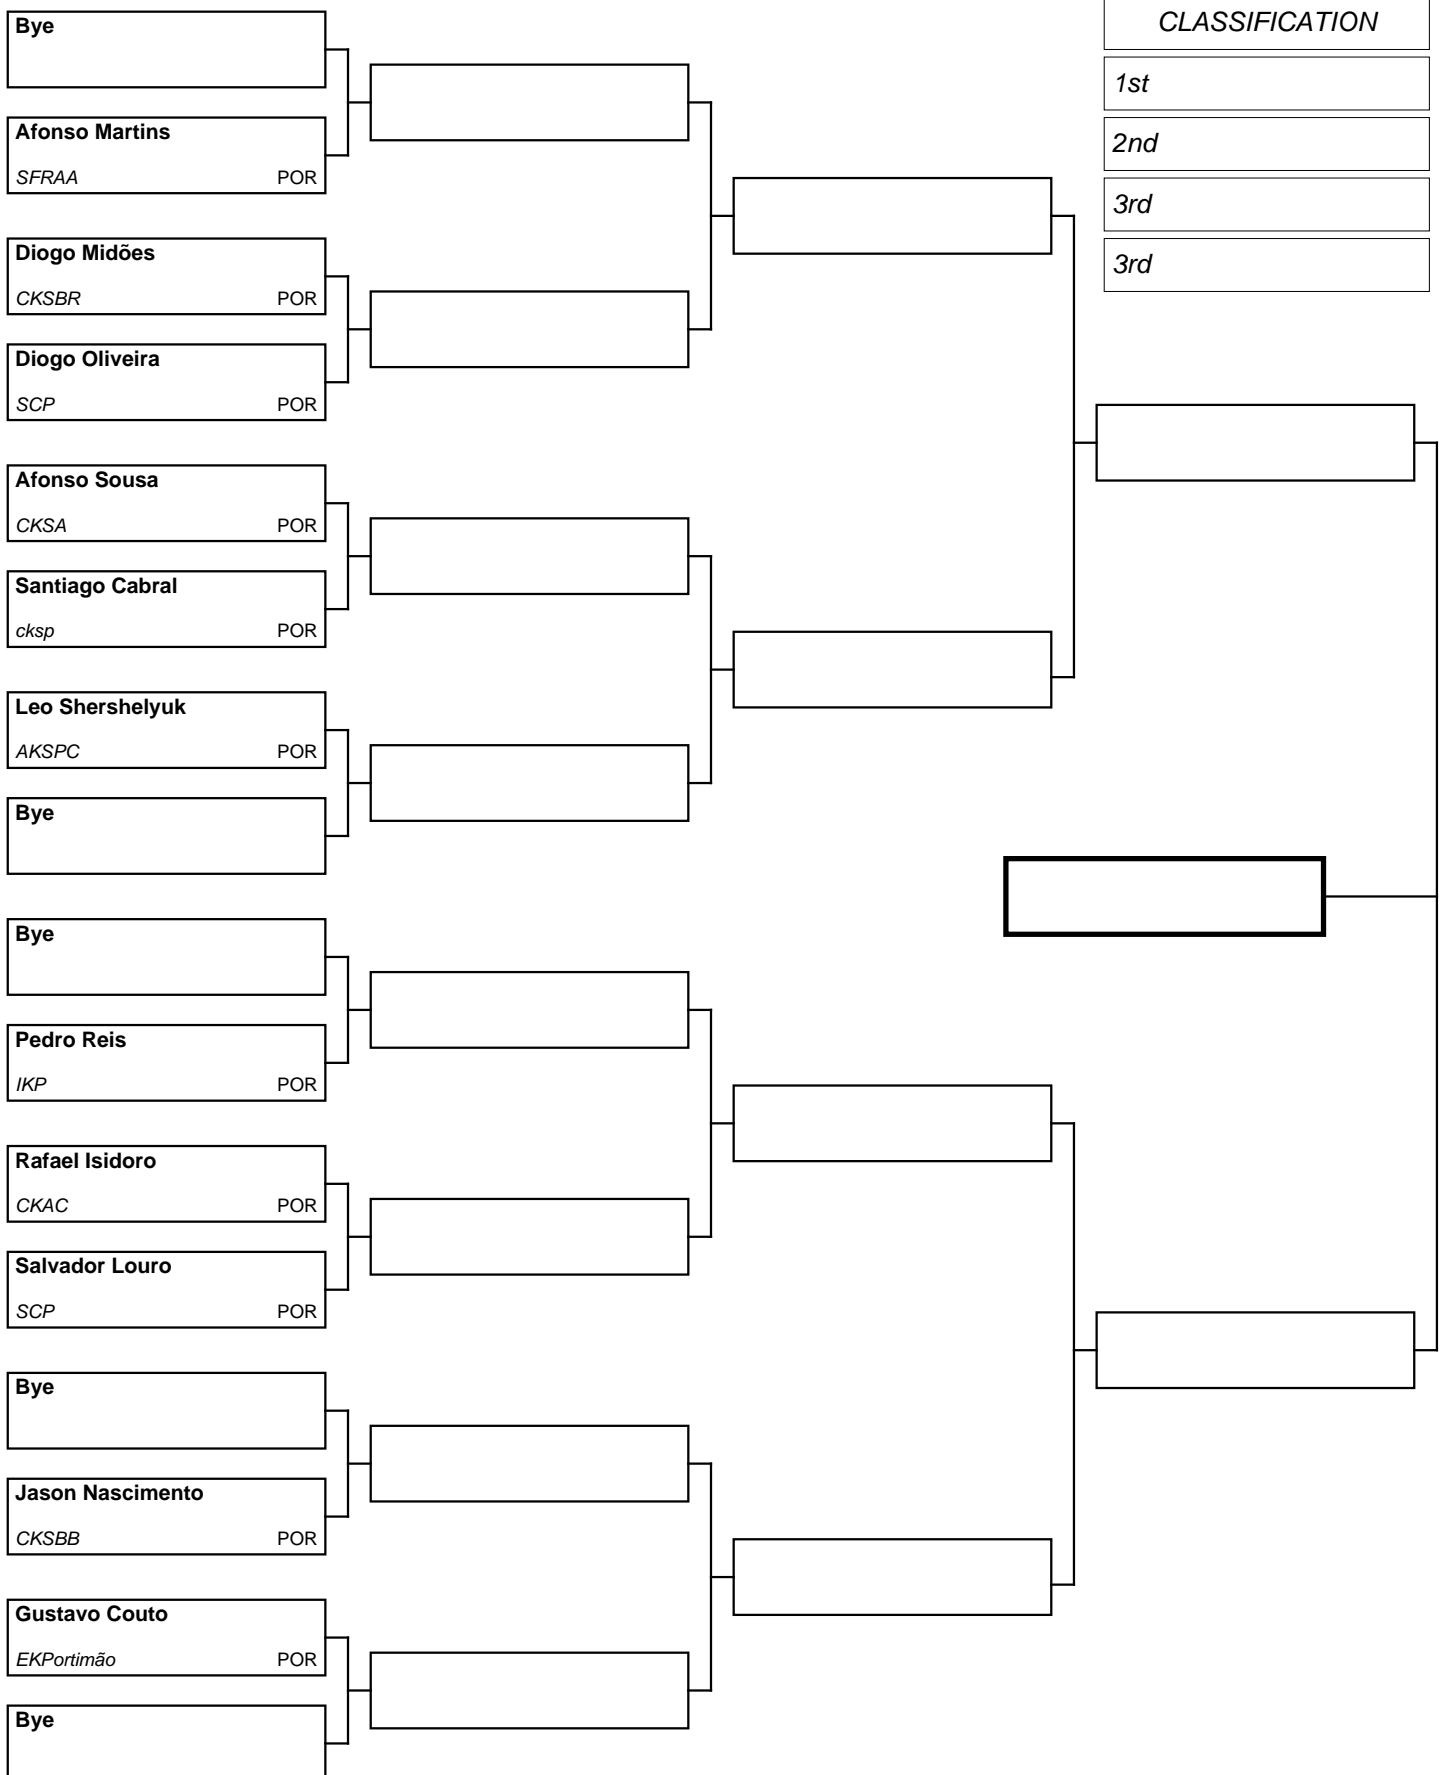 Bye
Afonso Martins
SFRAA POR
Diogo Midões
CKSBR POR
Diogo Oliveira
SCP POR
Afonso Sousa
CKSA POR
Santiago Cabral
cksp POR
Leo Shershelyuk
AKSPC POR
Bye
Bye
Pedro Reis
IKP POR
Rafael Isidoro
CKAC POR
Salvador Louro
SCP POR
Bye
Jason Nascimento
CKSBB POR
Gustavo Couto
EKPortimão POR
Bye
CLASSIFICATION
1st
2nd
3rd
3rd